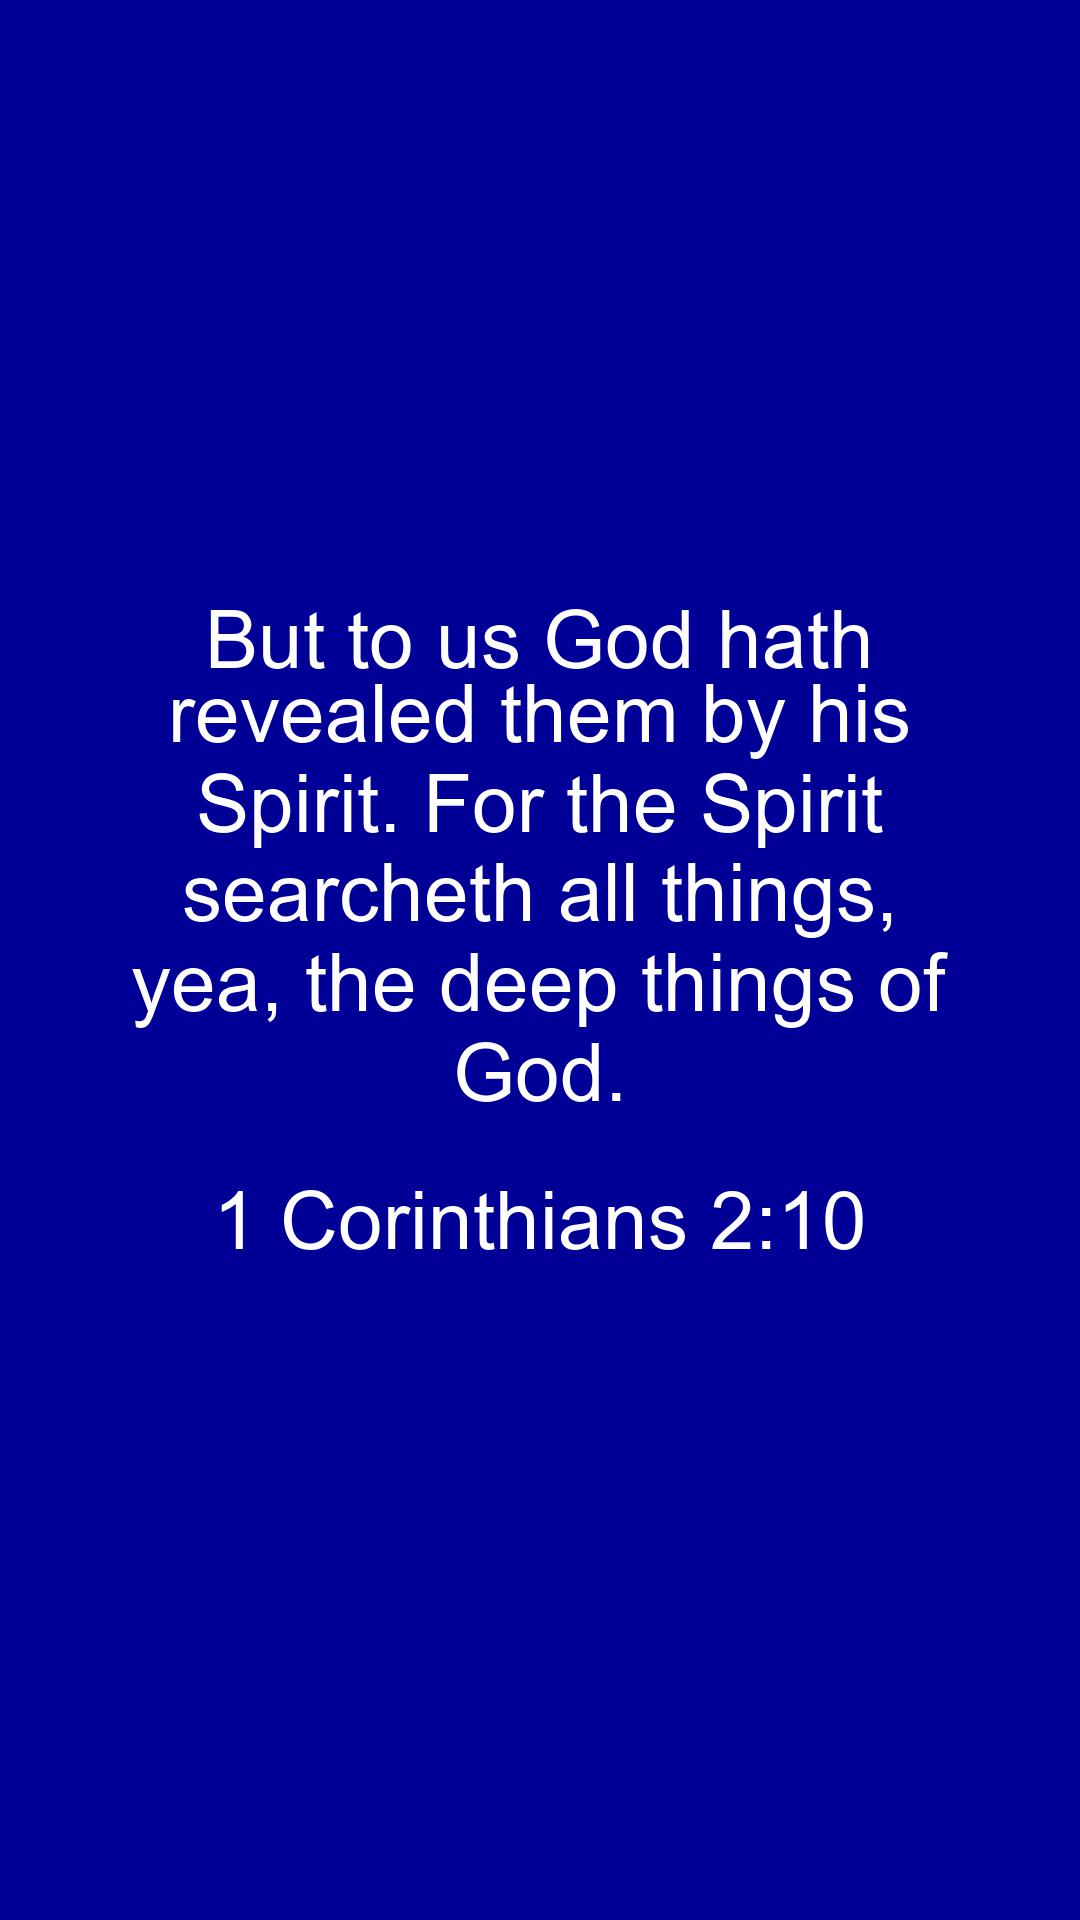 But to us God hath
revealed them by his
Spirit. For the Spirit
searcheth all things,
yea, the deep things of
God.
1 Corinthians 2:10